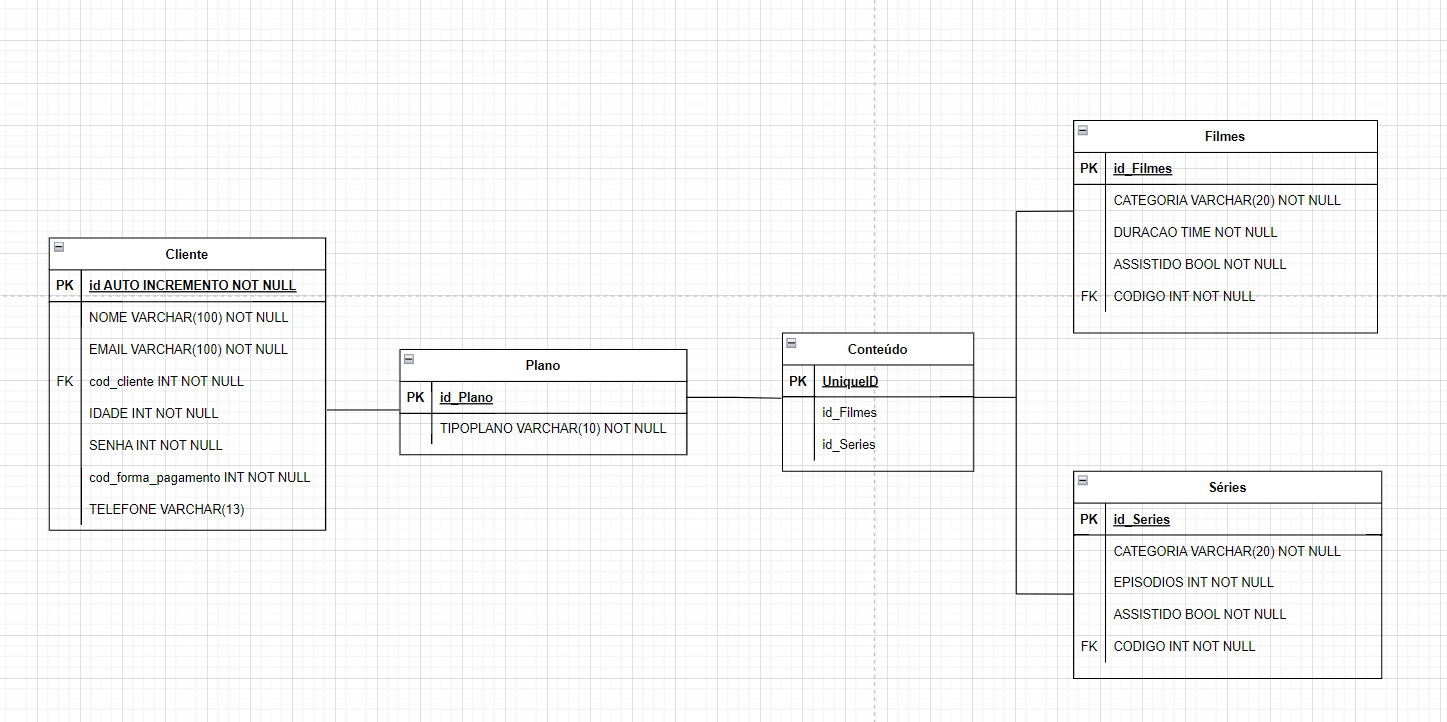 Cliente
PK id AUTO INCREMENTO NOT NULL
NOME VARCHAR(100) NOT NULL
EMAIL VARCHAR(100) NOT NULL
FK cod_cliente INT NOT NULL
IDADE INT NOT NULL
SENHA INT NOT NULL
cod_forma_pagamento INT NOT NULL
TELEFONE VARCHAR(13)
Plano
PK id_Plano
TIPOPLANO VARCHAR(10) NOT NULL
Conteúdo
PK UniqueID
id_Filmes
id_Series
Filmes
PK id_Filmes
CATEGORIA VARCHAR(20) NOT NULL
DURACAO TIME NOT NULL
ASSISTIDO BOOL NOT NULL
FK CODIGO INT NOT NULL
Séries
PK id_Series
CATEGORIA VARCHAR(20) NOT NULL
EPISODIOS INT NOT NULL
ASSISTIDO BOOL NOT NULL
FK CODIGO INT NOT NULL